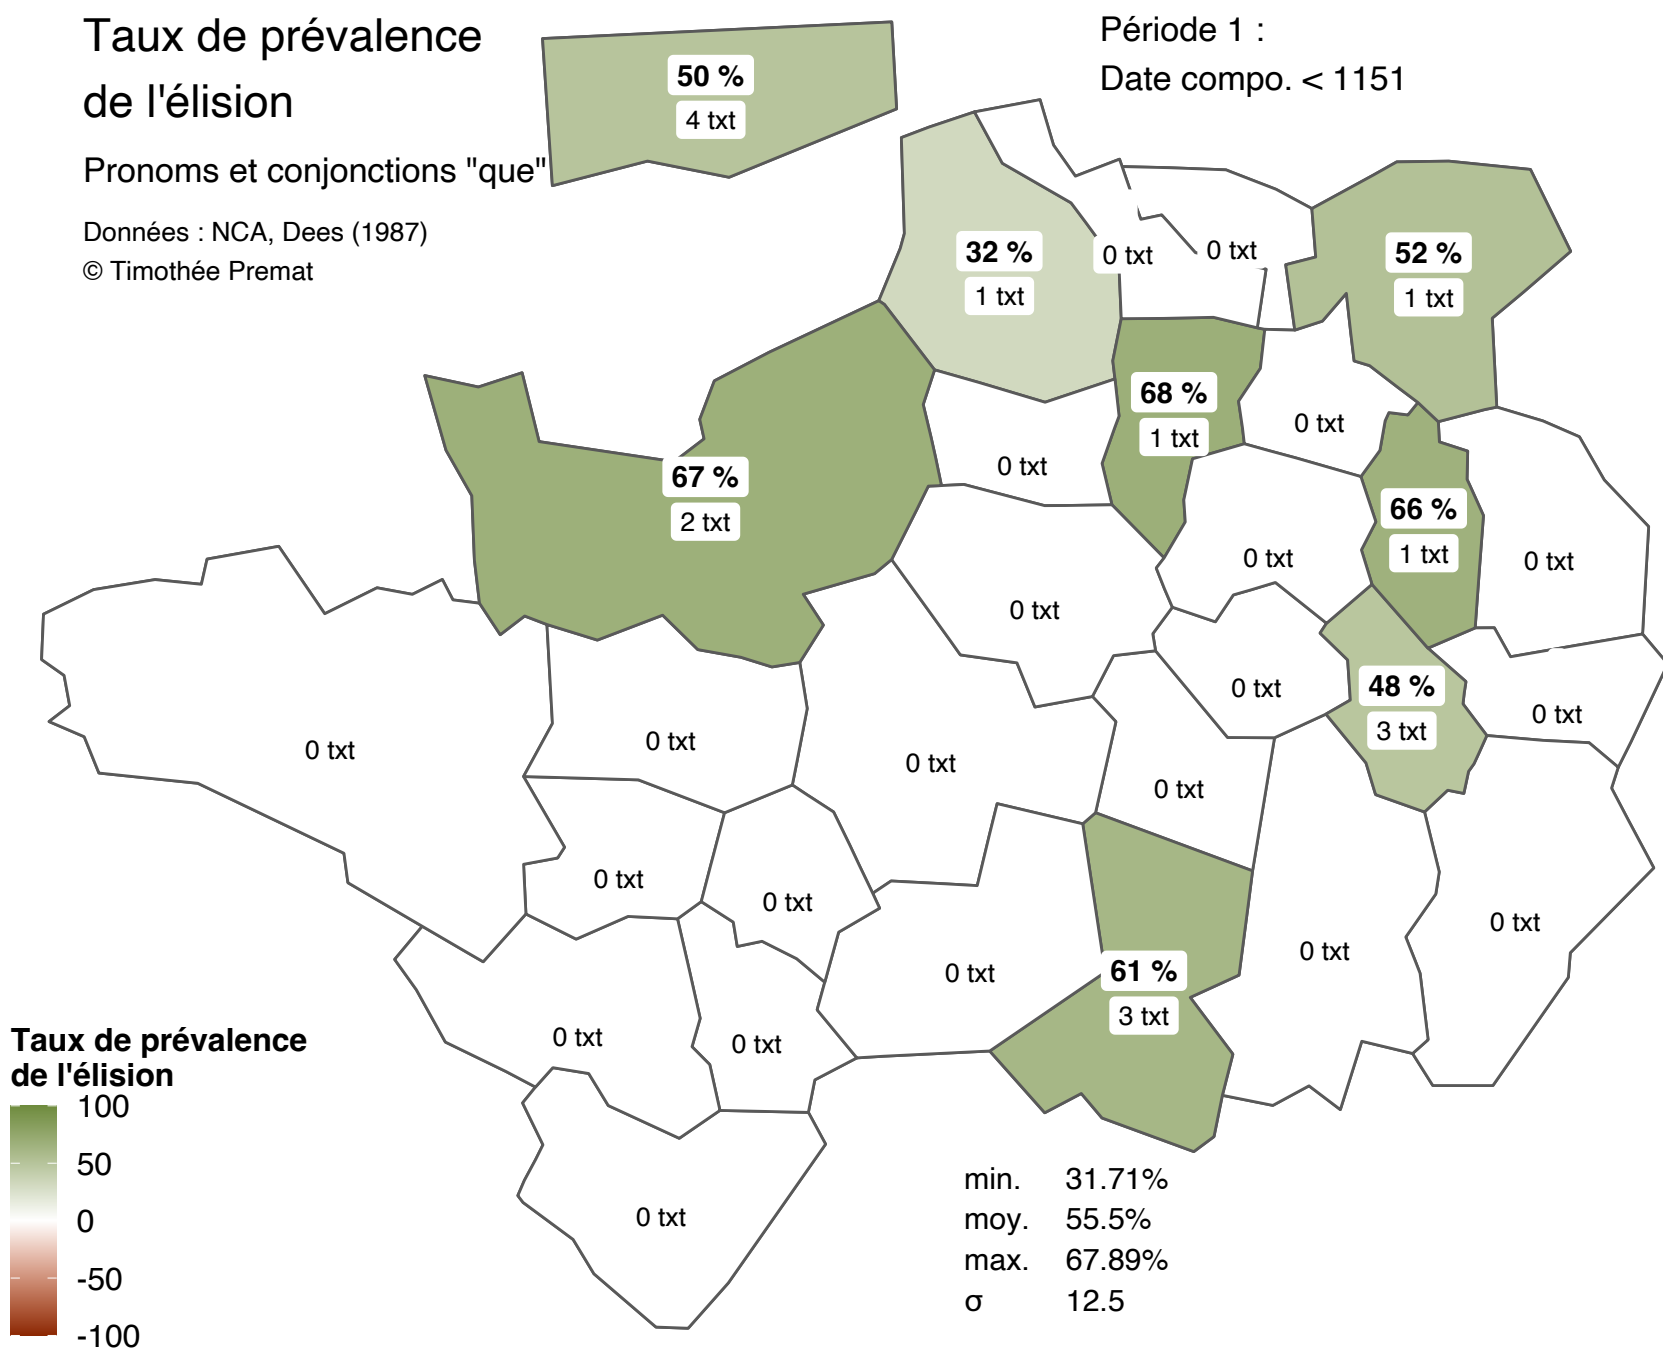 Taux de prévalence
de l'élision
Pronoms et conjonctions "que"
Données : NCA, Dees (1987)
© Timothée Premat
Période 1 :
Date compo. < 1151
50 %
4 txt
32 %
1 txt
0 txt
0 txt
52 %
1 txt
68 %
1 txt
0 txt
0 txt
67 %
2 txt
66 %
1 txt
0 txt
0 txt
0 txt
0 txt
48 %
3 txt
0 txt
0 txt
0 txt
0 txt
0 txt
0 txt
0 txt
0 txt
0 txt
0 txt
61 %
3 txt
0 txt
0 txt
0 txt
0 txt
Taux de prévalence
de l'élision
100
50
0
-50
-100
min. 31.71%
moy. 55.5%
max. 67.89%
σ 12.5